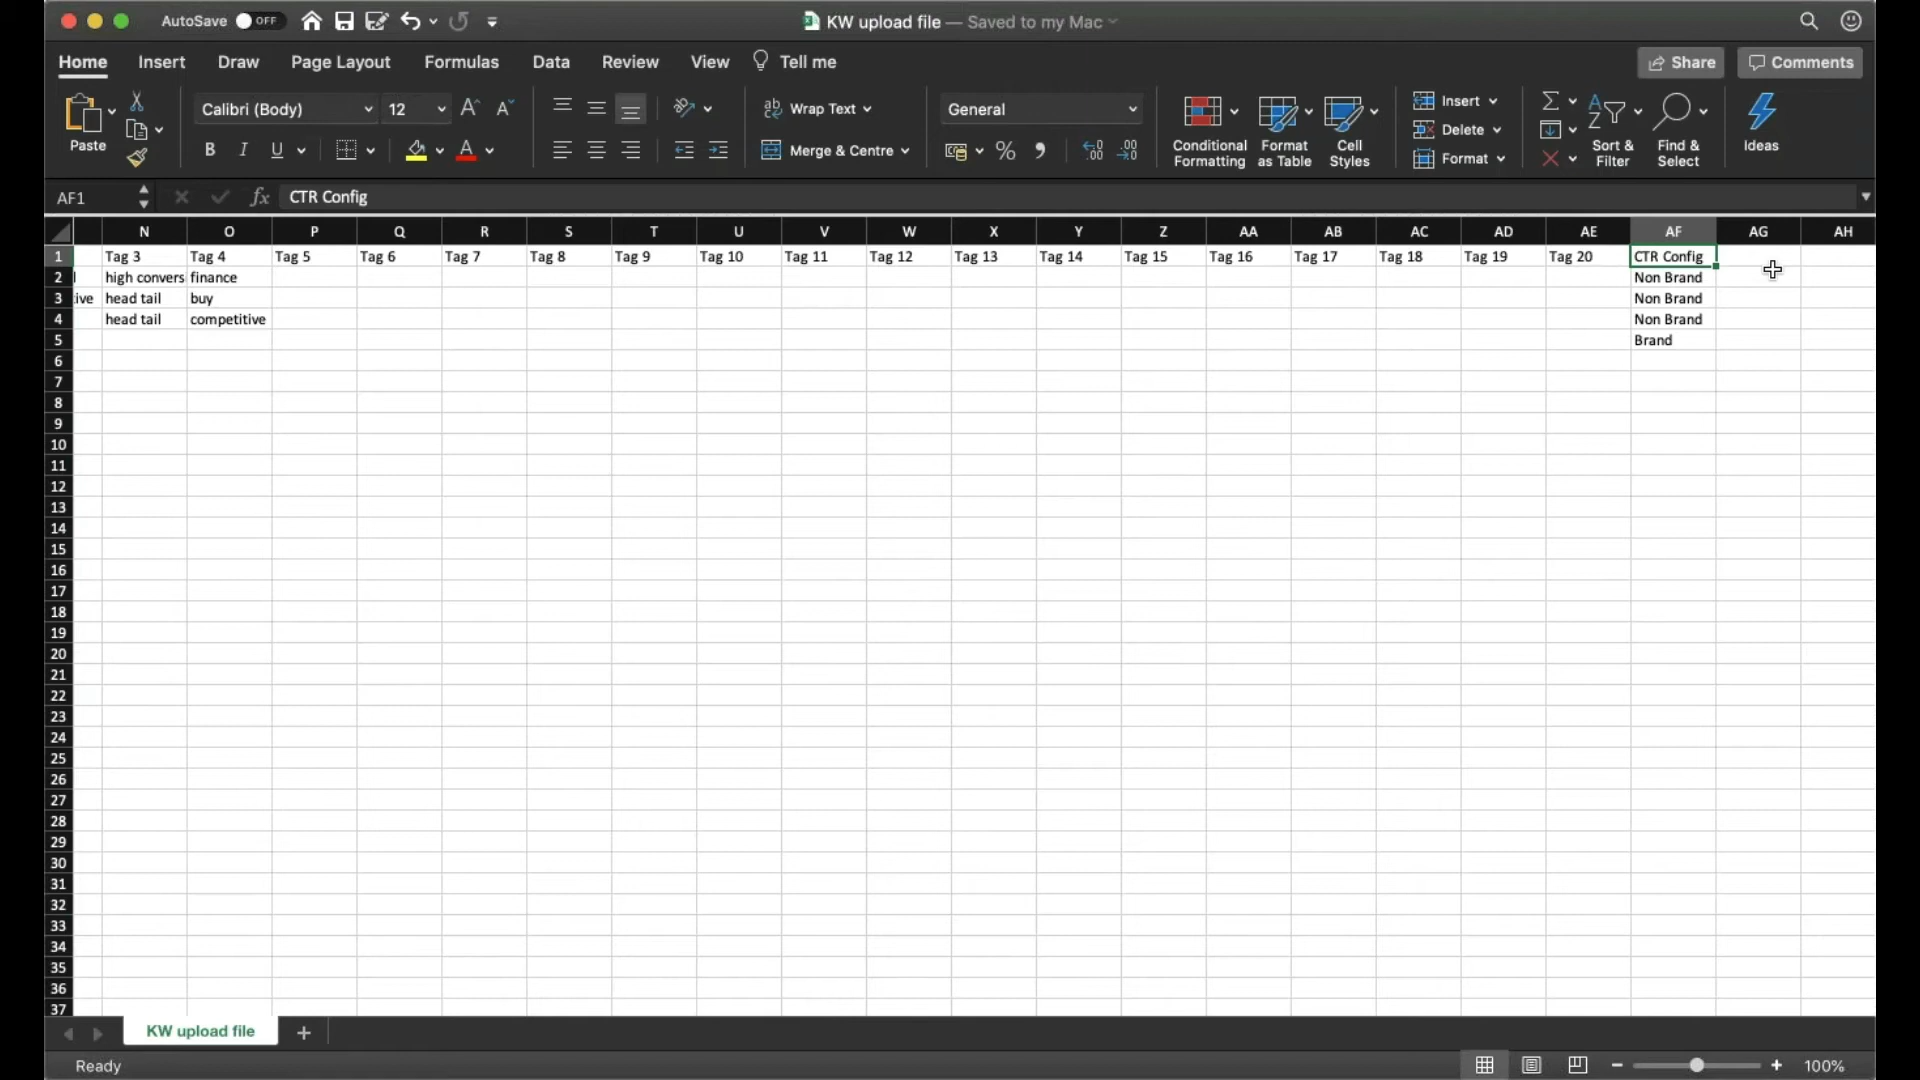 AutoSave OFF KW upload file — Saved to my Mac
Home Insert Draw Page Layout Formulas Data Review View Tell me Share Comments
Paste Calibri (Body) 12 Wrap Text General Insert
B I U Merge & Centre % Conditional Formatting Format as Table Cell Styles Delete Format Sort & Filter Find & Select Ideas
AF1 fx CTR Config
N O P Q R S T U V W X Y Z AA AB AC AD AE AF AG AH
1 Tag 3 Tag 4 Tag 5 Tag 6 Tag 7 Tag 8 Tag 9 Tag 10 Tag 11 Tag 12 Tag 13 Tag 14 Tag 15 Tag 16 Tag 17 Tag 18 Tag 19 Tag 20 CTR Config
2 high convers finance Non Brand
3 ive head tail buy Non Brand
4 head tail competitive Non Brand
5 Brand
6
7
8
9
10
11
12
13
14
15
16
17
18
19
20
21
22
23
24
25
26
27
28
29
30
31
32
33
34
35
36
37
KW upload file
Ready 100%